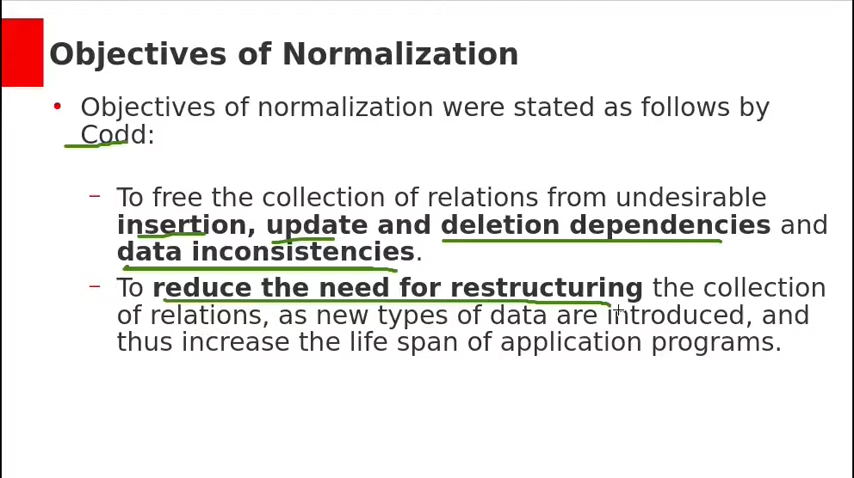 Objectives of Normalization
• Objectives of normalization were stated as follows by
Codd:
– To free the collection of relations from undesirable
insertion, update and deletion dependencies and
data inconsistencies.
– To reduce the need for restructuring the collection
of relations, as new types of data are introduced, and
thus increase the life span of application programs.